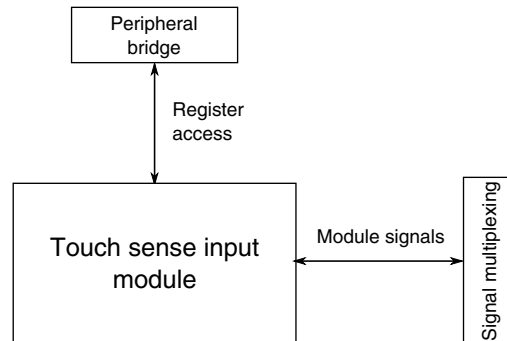 Peripheral
bridge
Register
access
Touch sense input
module
Module signals
Signal multiplexing